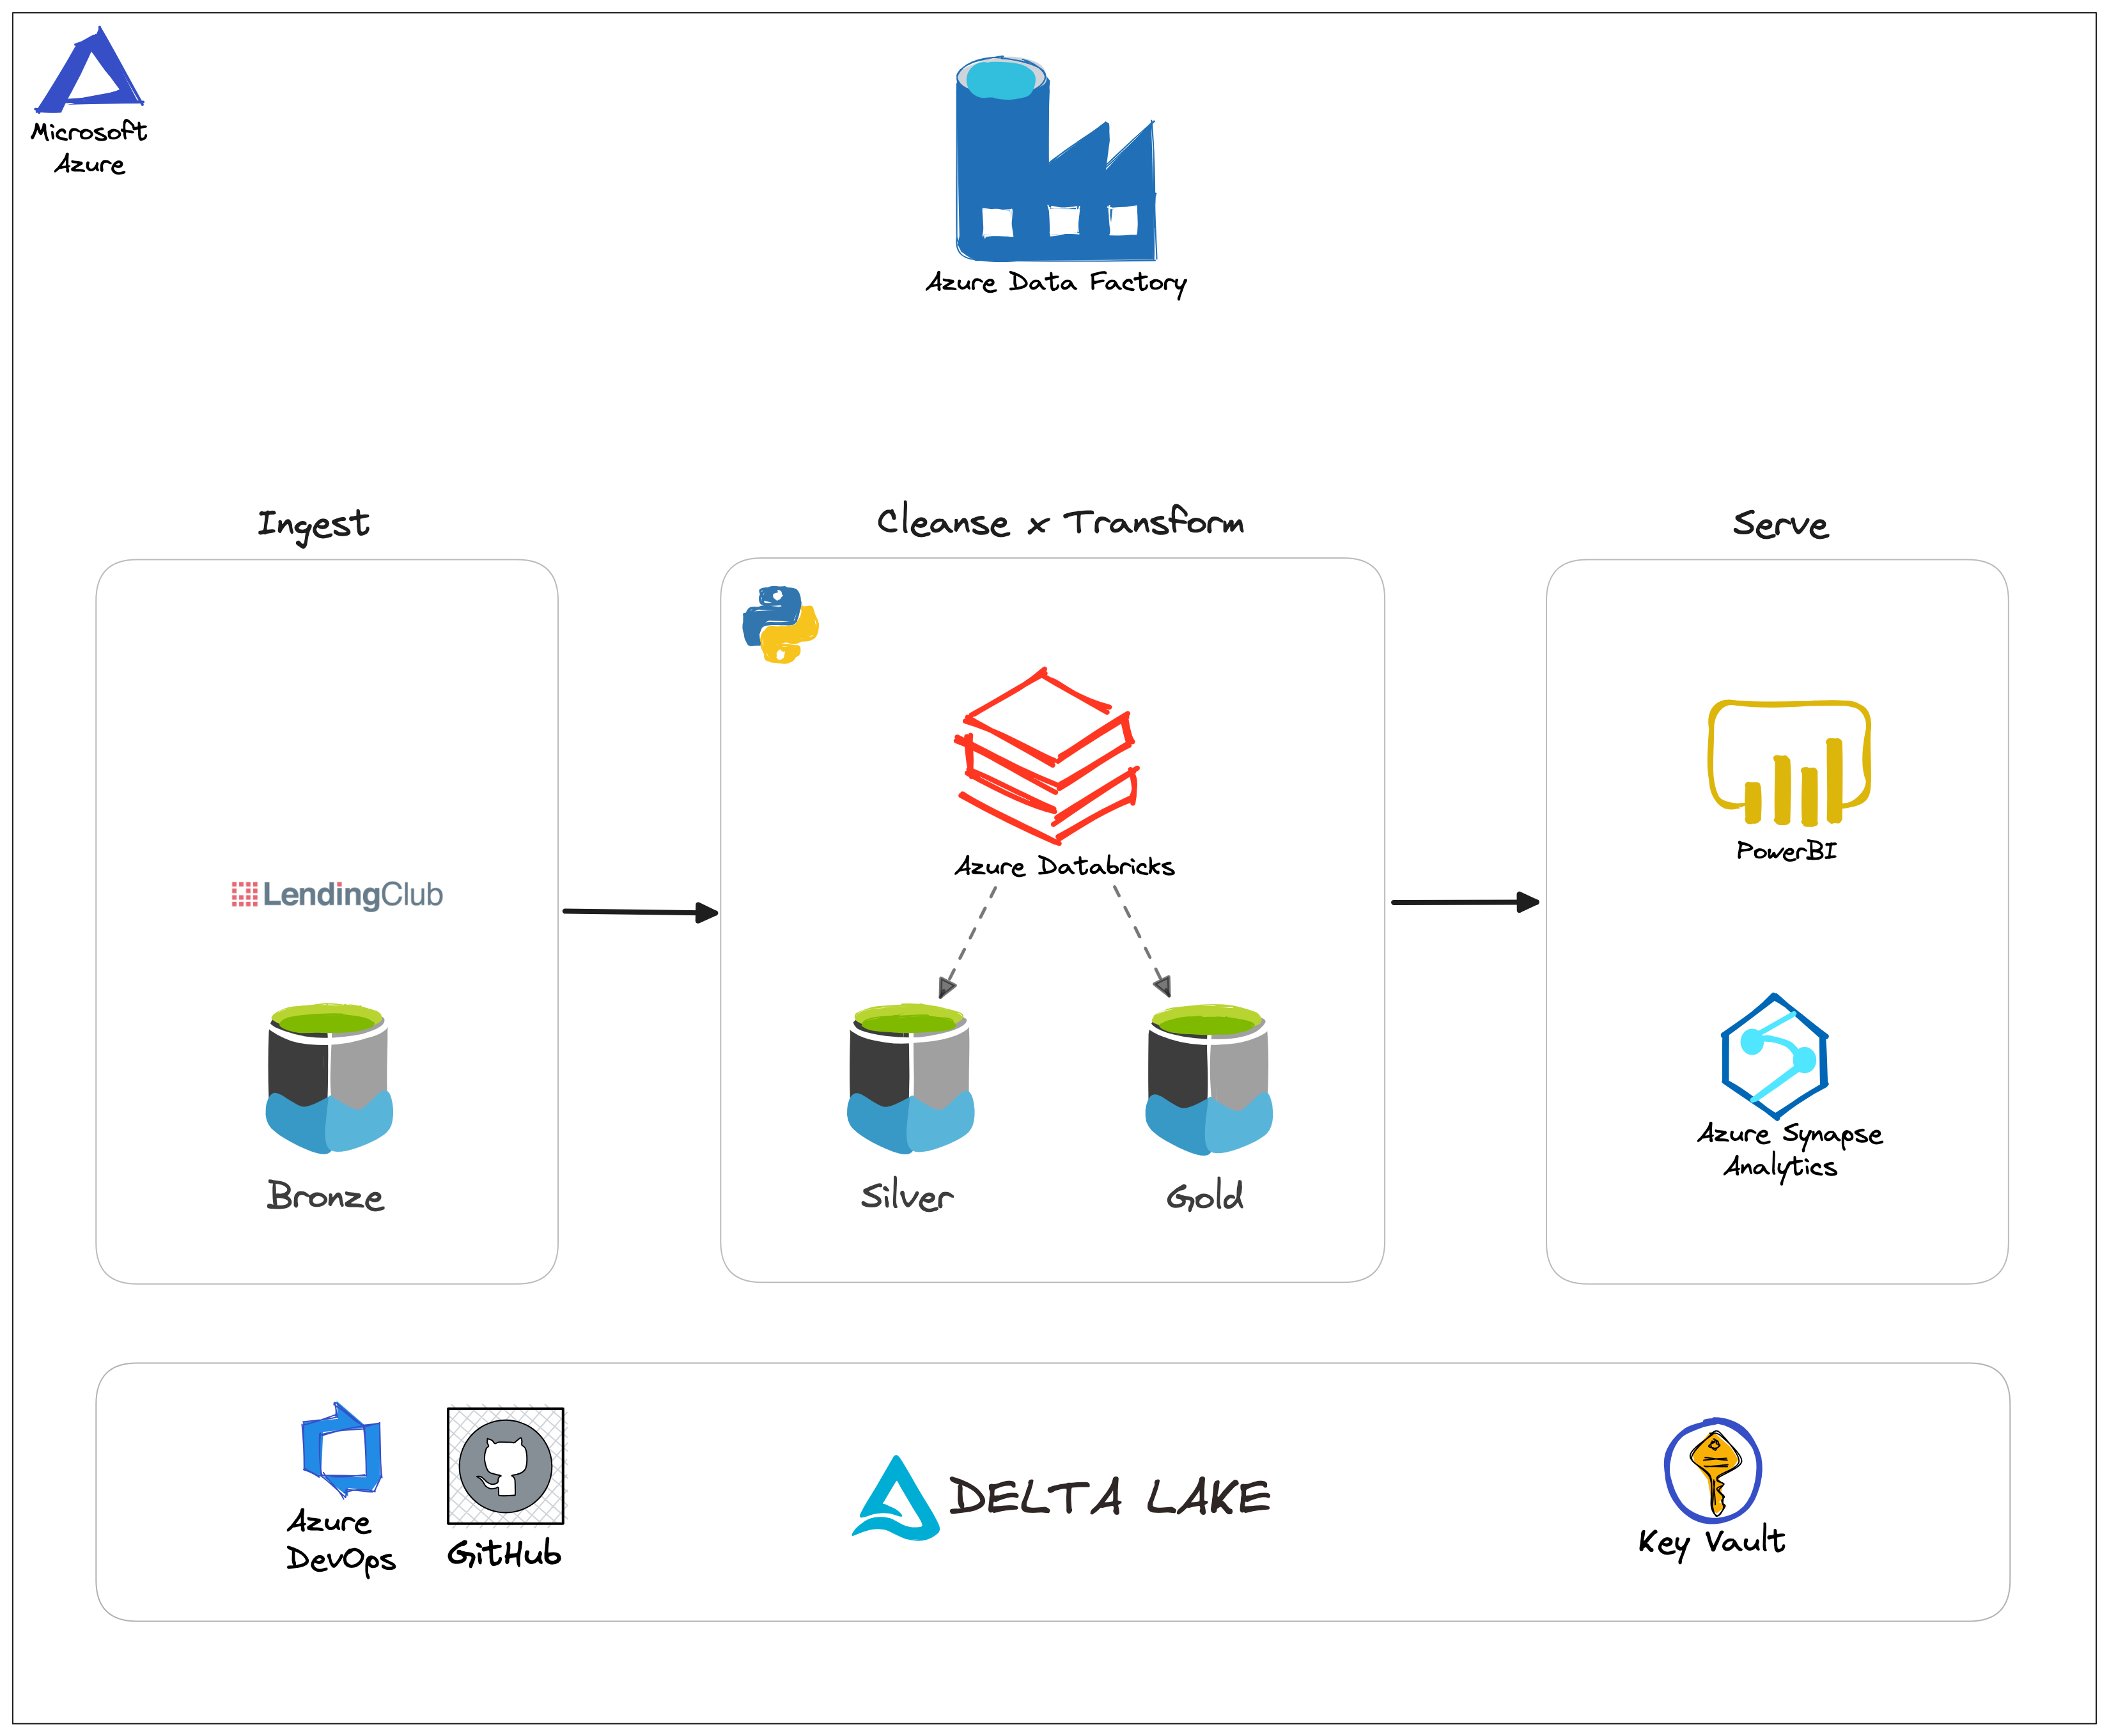 Microsoft
Azure
Azure Data Factory
Ingest
Cleanse x Transform
Serve
LendingClub
Azure Databricks
PowerBI
Bronze
Silver
Gold
Azure Synapse
Analytics
Azure
DevOps
GitHub
DELTA LAKE
Key Vault